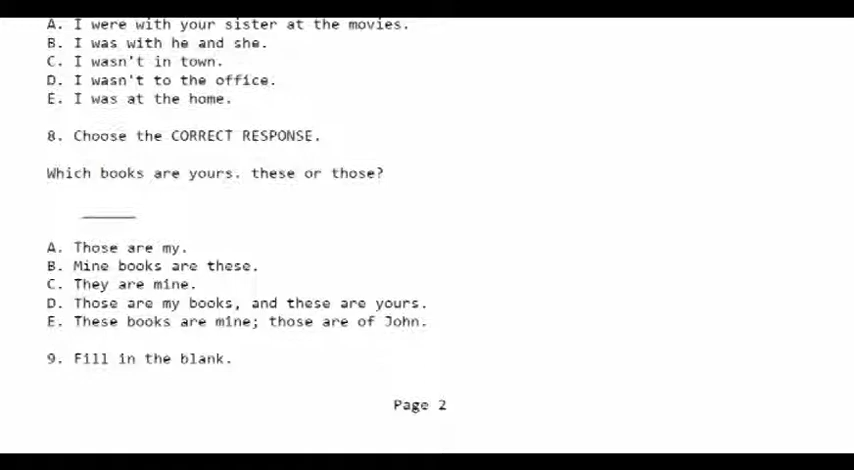 A. I were with your sister at the movies.
B. I was with he and she.
C. I wasn't in town.
D. I wasn't to the office.
E. I was at the home.
8. Choose the CORRECT RESPONSE.
Which books are yours. these or those?
______
A. Those are my.
B. Mine books are these.
C. They are mine.
D. Those are my books, and these are yours.
E. These books are mine; those are of John.
9. Fill in the blank.
Page 2